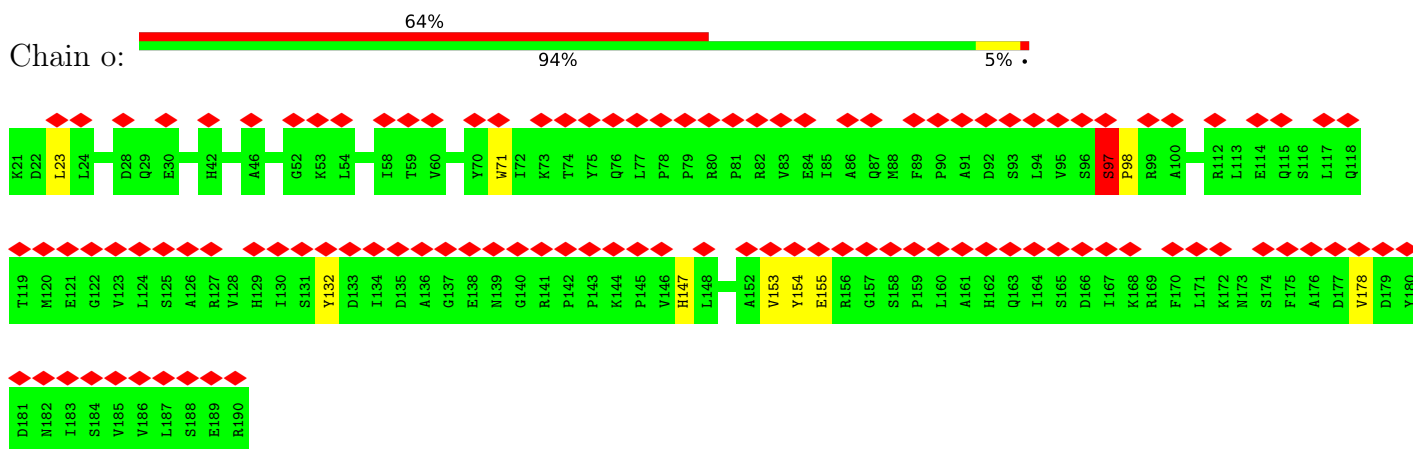 64%
Chain o:
94% 5% •
K21 D22 L23 L24 D28 Q29 E30 H42 A46 G52 K53 L54 I58 T59 V60 Y70 W71 I72 K73 T74 Y75 Q76 L77 P78 P79 R80 P81 R82 V83 E84 I85 A86 Q87 M88 F89 P90 A91 D92 S93 L94 V95 S96 S97 P98 R99 A100 R112 L113 E114 Q115 S116 L117 Q118
T119 M120 E121 G122 V123 L124 S125 A126 R127 V128 H129 I130 S131 Y132 D133 I134 D135 A136 G137 E138 N139 G140 R141 P142 P143 K144 P145 V146 H147 L148 A152 V153 Y154 E155 R156 G157 S158 P159 L160 A161 H162 Q163 I164 S165 D166 I167 K168 R169 F170 L171 K172 N173 S174 F175 A176 D177 V178 D179 Y180
D181 N182 I183 S184 V185 V186 L187 S188 E189 R190